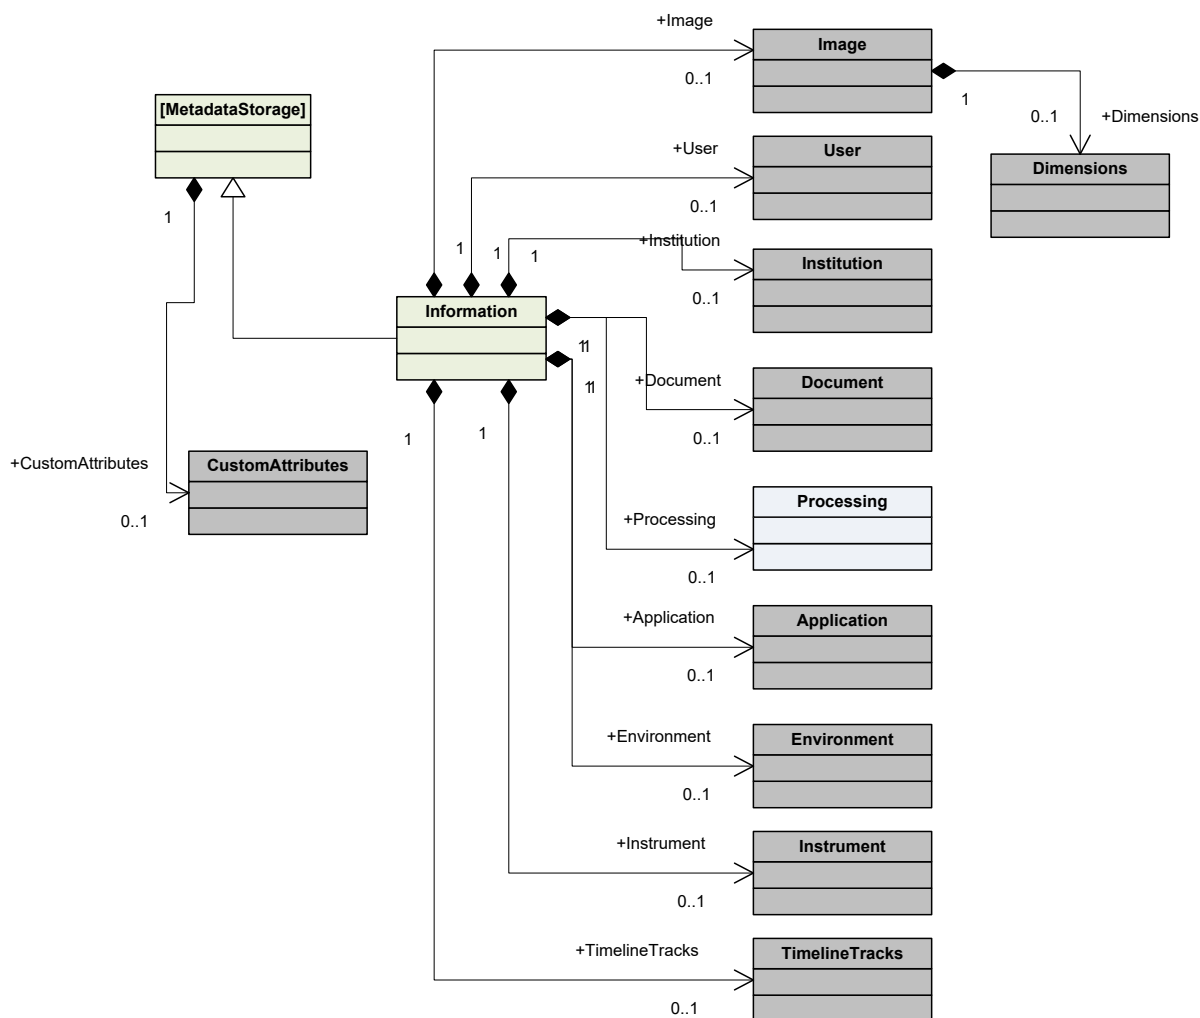 +Image
Image
0..1
1
0..1
+Dimensions
Dimensions
[MetadataStorage]
1
+User
User
0..1
+Institution
Institution
0..1
1
1
1
Information
11
11
+Document
Document
0..1
1
1
+CustomAttributes
CustomAttributes
0..1
+Processing
Processing
0..1
+Application
Application
0..1
+Environment
Environment
0..1
+Instrument
Instrument
0..1
+TimelineTracks
TimelineTracks
0..1